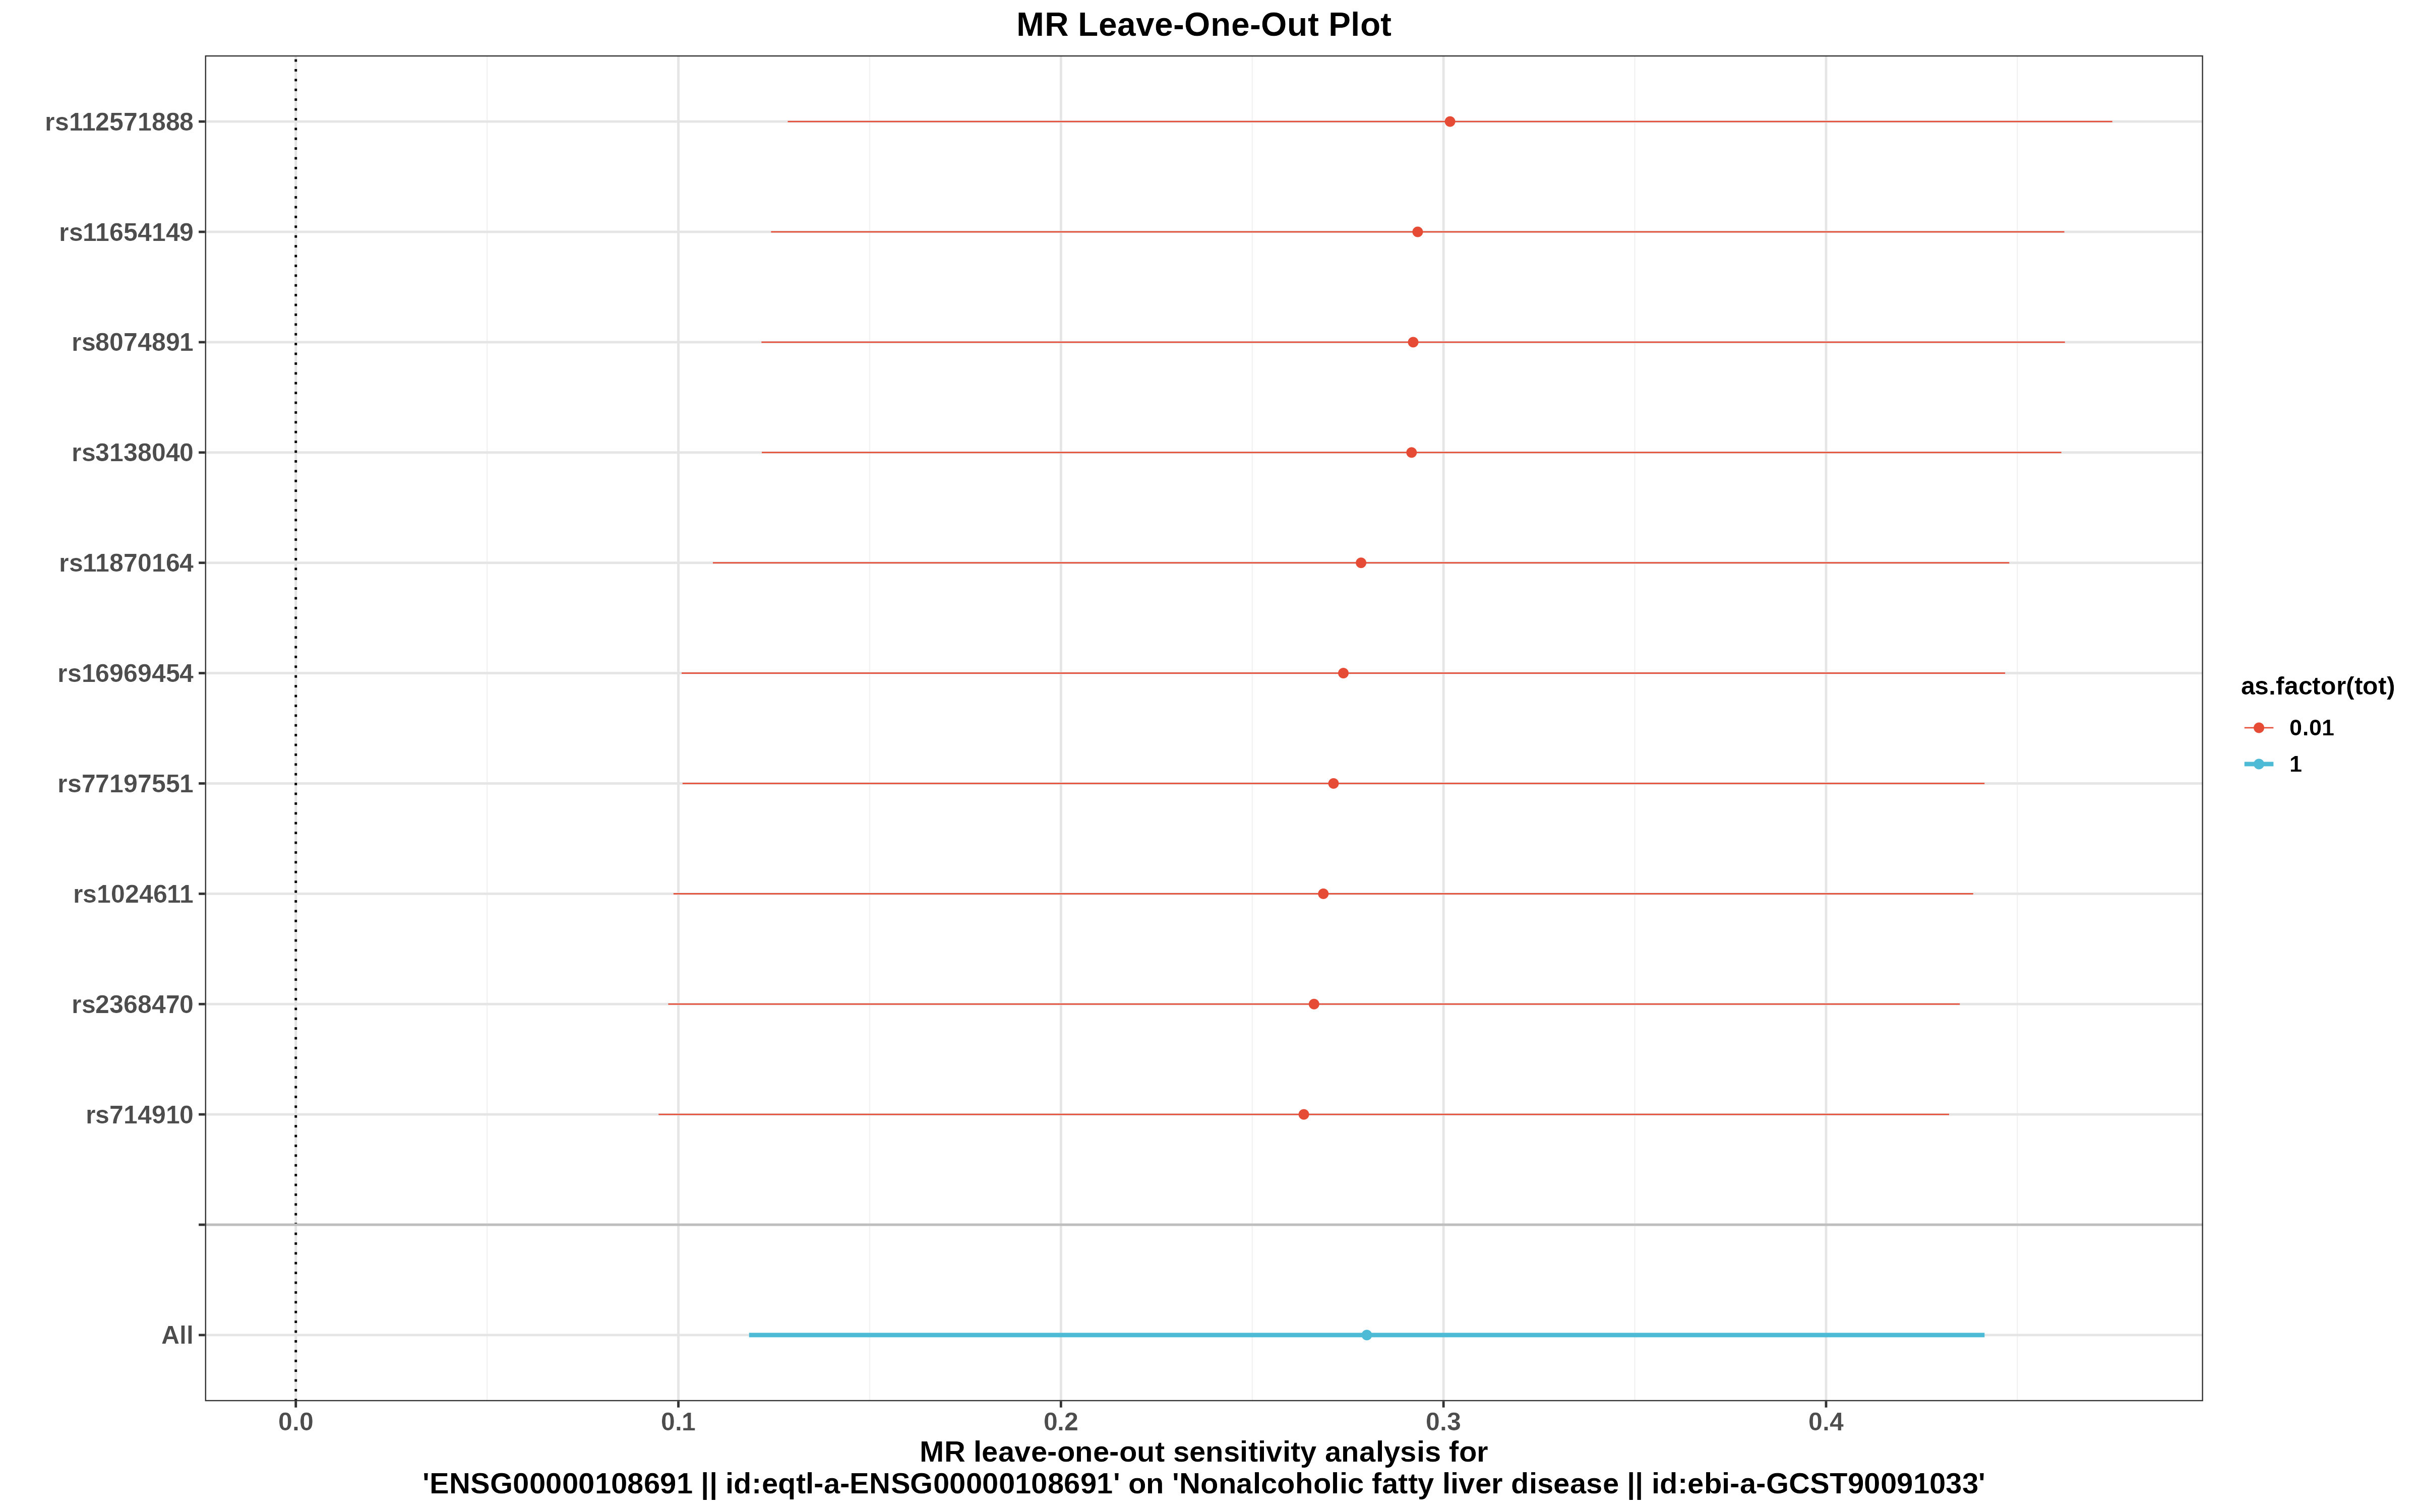 MR Leave-One-Out Plot
rs112571888
rs11654149
rs8074891
rs3138040
rs11870164
rs16969454
rs77197551
rs1024611
rs2368470
rs714910
All
as.factor(tot)
0.01
1
0.0 0.1 0.2 0.3 0.4
MR leave-one-out sensitivity analysis for
'ENSG00000108691 || id:eqtl-a-ENSG00000108691' on 'Nonalcoholic fatty liver disease || id:ebi-a-GCST90091033'